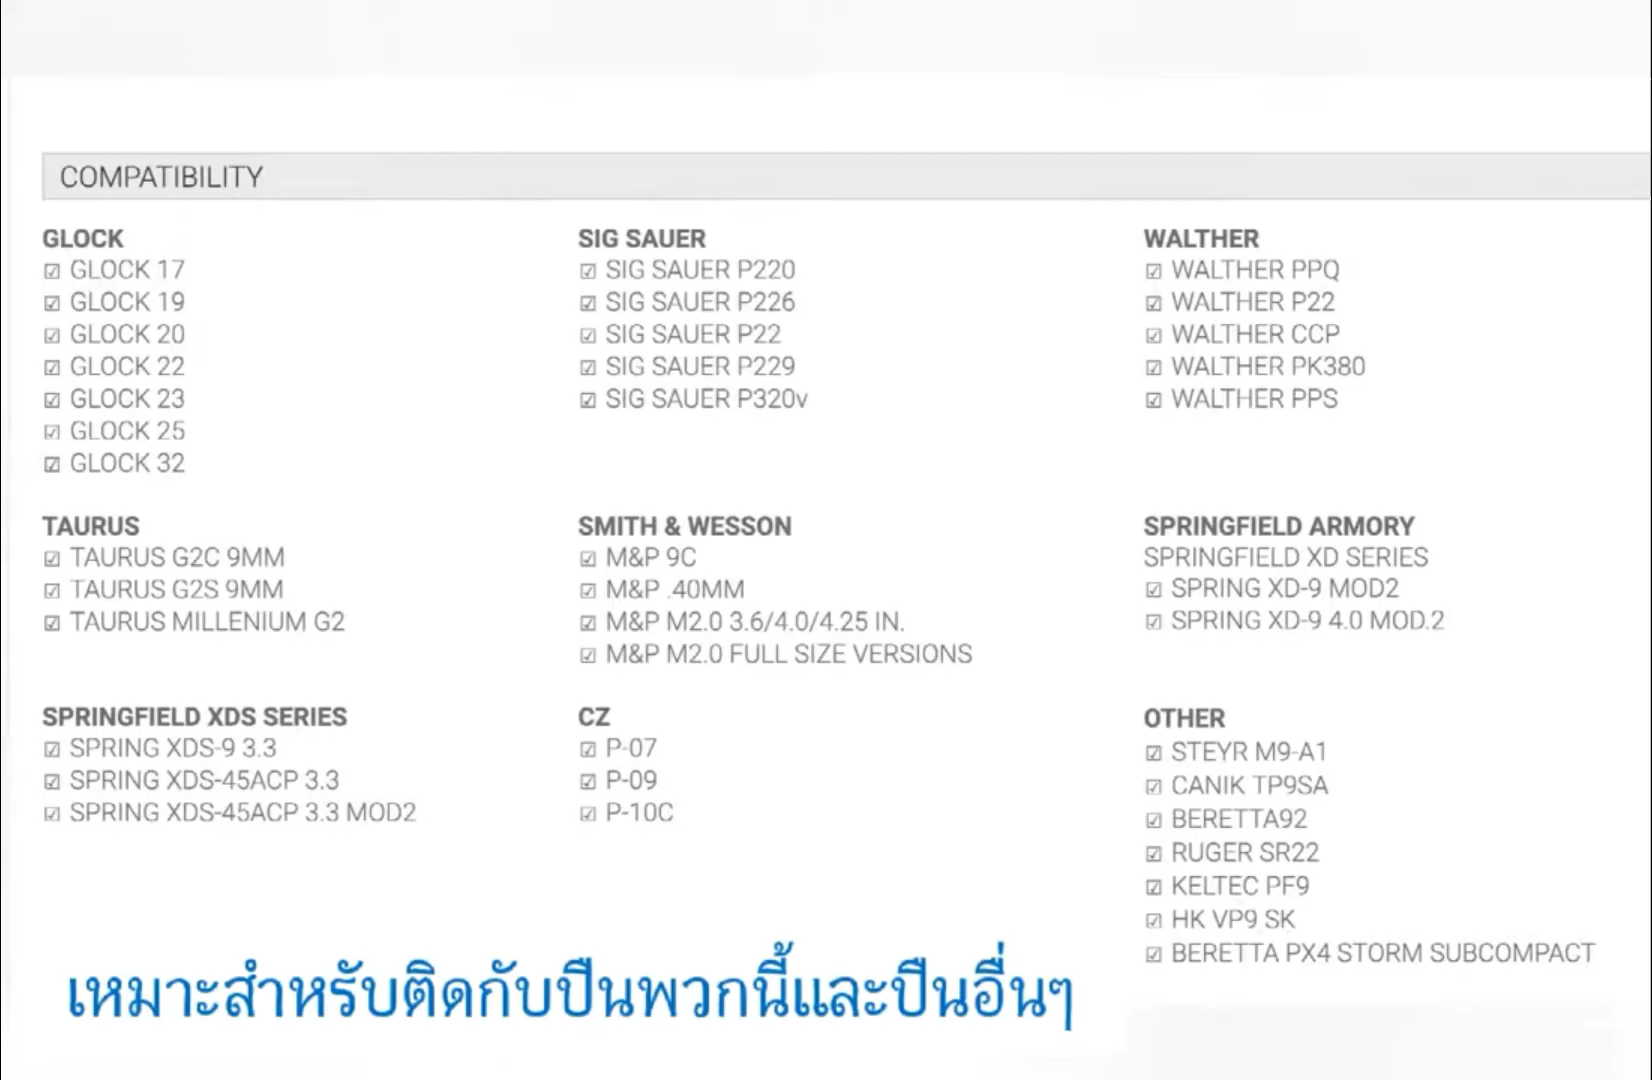 COMPATIBILITY
GLOCK
☑ GLOCK 17
☑ GLOCK 19
☑ GLOCK 20
☑ GLOCK 22
☑ GLOCK 23
☑ GLOCK 25
☑ GLOCK 32
SIG SAUER
☑ SIG SAUER P220
☑ SIG SAUER P226
☑ SIG SAUER P22
☑ SIG SAUER P229
☑ SIG SAUER P320v
WALTHER
☑ WALTHER PPQ
☑ WALTHER P22
☑ WALTHER CCP
☑ WALTHER PK380
☑ WALTHER PPS
TAURUS
☑ TAURUS G2C 9MM
☑ TAURUS G2S 9MM
☑ TAURUS MILLENIUM G2
SMITH & WESSON
☑ M&P 9C
☑ M&P .40MM
☑ M&P M2.0 3.6/4.0/4.25 IN.
☑ M&P M2.0 FULL SIZE VERSIONS
SPRINGFIELD ARMORY
SPRINGFIELD XD SERIES
☑ SPRING XD-9 MOD2
☑ SPRING XD-9 4.0 MOD.2
SPRINGFIELD XDS SERIES
☑ SPRING XDS-9 3.3
☑ SPRING XDS-45ACP 3.3
☑ SPRING XDS-45ACP 3.3 MOD2
CZ
☑ P-07
☑ P-09
☑ P-10C
OTHER
☑ STEYR M9-A1
☑ CANIK TP9SA
☑ BERETTA92
☑ RUGER SR22
☑ KELTEC PF9
☑ HK VP9 SK
☑ BERETTA PX4 STORM SUBCOMPACT
เหมาะสำหรับติดกับปืนพวกนี้และปืนอื่นๆ